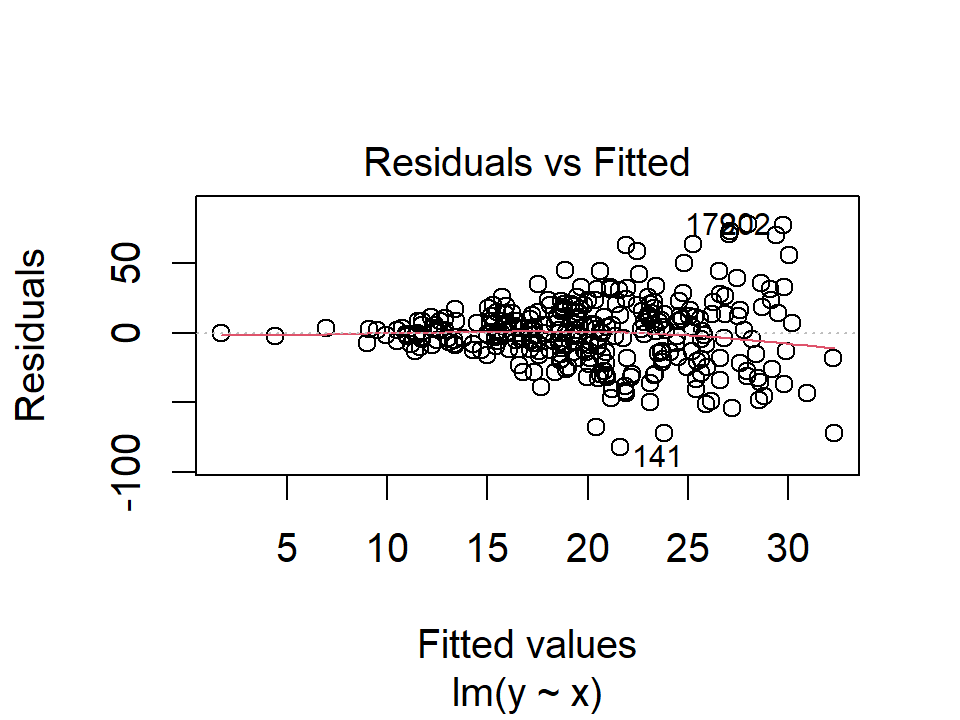 Residuals vs Fitted
Residuals
50
0
-100
141
5 10 15 20 25 30
Fitted values
lm(y ~ x)